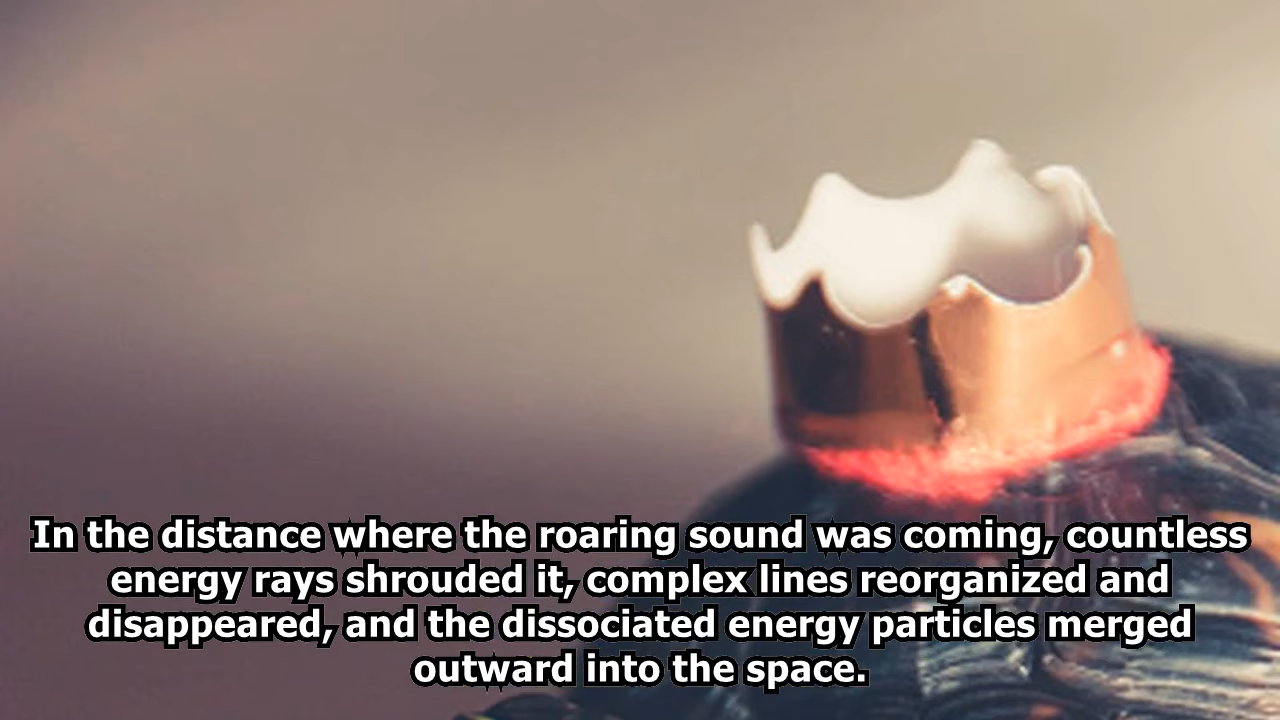 In the distance where the roaring sound was coming, countless
energy rays shrouded it, complex lines reorganized and
disappeared, and the dissociated energy particles merged
outward into the space.